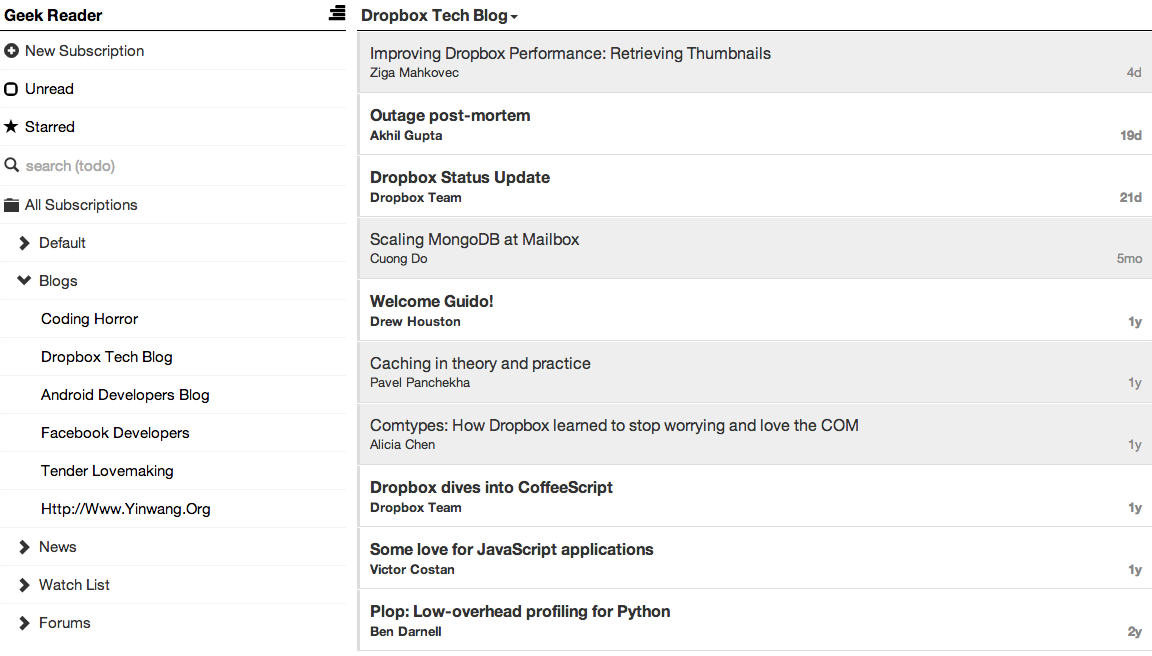 Geek Reader
New Subscription
Unread
Starred
search (todo)
All Subscriptions
Default
Blogs
Coding Horror
Dropbox Tech Blog
Android Developers Blog
Facebook Developers
Tender Lovemaking
Http://Www.Yinwang.Org
News
Watch List
Forums
Dropbox Tech Blog
Improving Dropbox Performance: Retrieving Thumbnails
Ziga Mahkovec 4d
Outage post-mortem
Akhil Gupta 19d
Dropbox Status Update
Dropbox Team 21d
Scaling MongoDB at Mailbox
Cuong Do 5mo
Welcome Guido!
Drew Houston 1y
Caching in theory and practice
Pavel Panchekha 1y
Comtypes: How Dropbox learned to stop worrying and love the COM
Alicia Chen 1y
Dropbox dives into CoffeeScript
Dropbox Team 1y
Some love for JavaScript applications
Victor Costan 1y
Plop: Low-overhead profiling for Python
Ben Darnell 2y